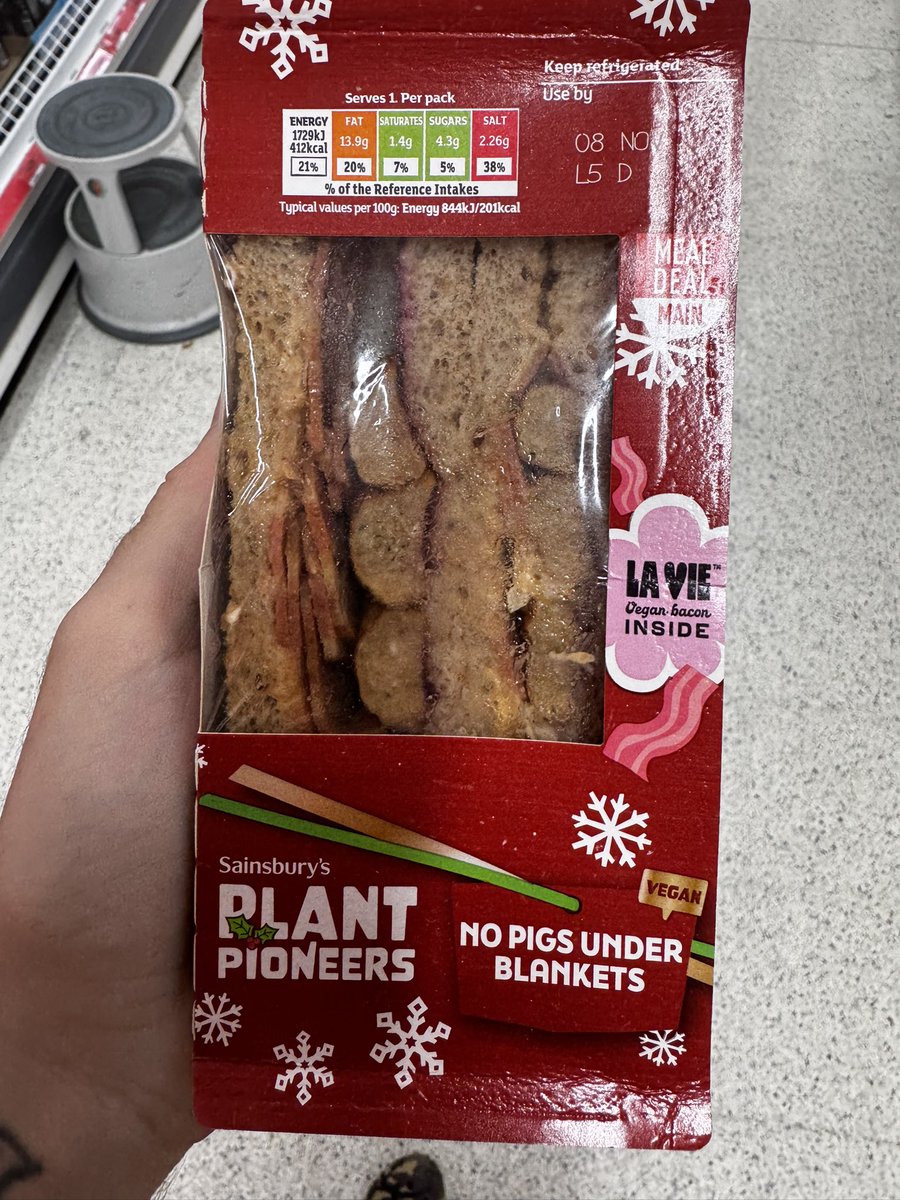 Keep refrigerated
Use by
08 NO
L5 D
Serves 1. Per pack
ENERGY FAT SATURATES SUGARS SALT
1729kJ
412kcal 13.9g 1.4g 4.3g 2.26g
21% 20% 7% 5% 38%
% of the Reference Intakes
Typical values per 100g: Energy 844kJ/201kcal
MEAL
DEAL
MAIN
LA VIE™
Vegan bacon
INSIDE
Sainsbury's
PLANT
PIONEERS
VEGAN
NO PIGS UNDER
BLANKETS